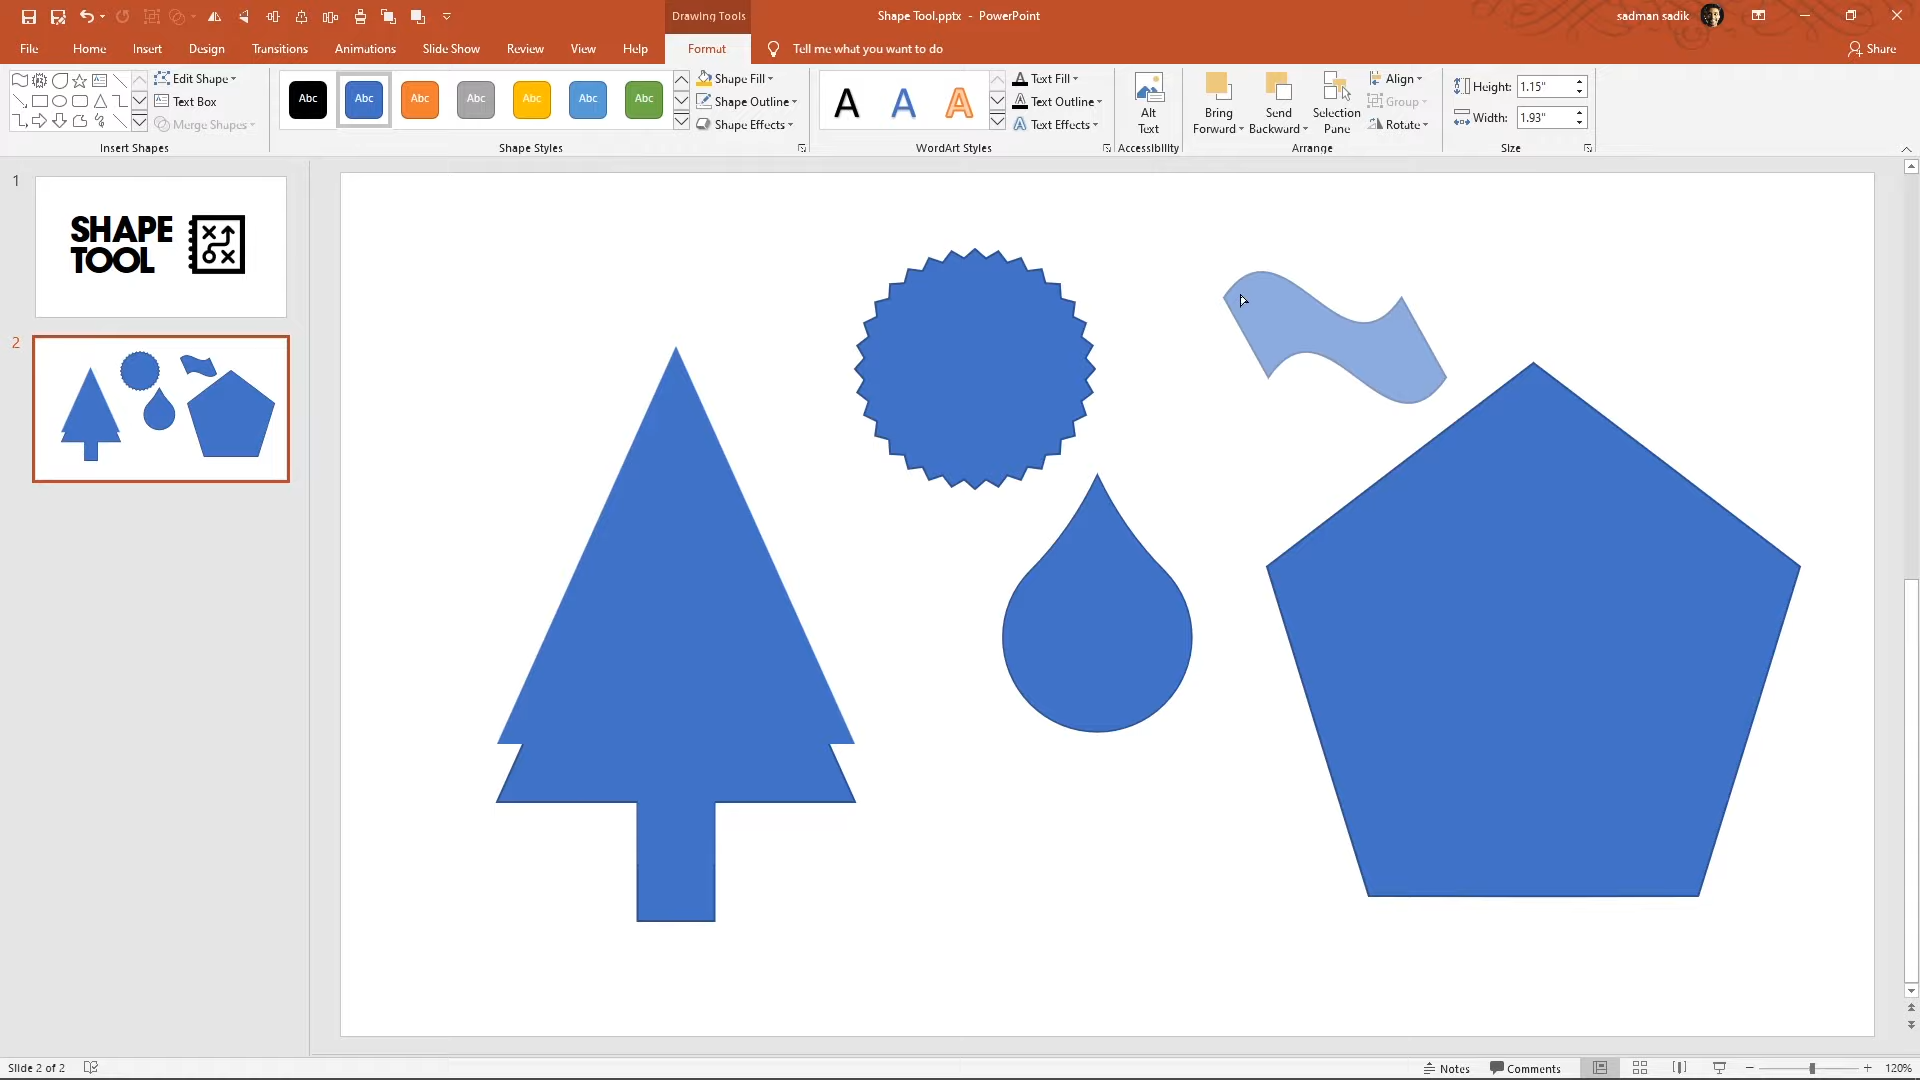 Drawing Tools
Shape Tool.pptx - PowerPoint
sadman sadik
File Home Insert Design Transitions Animations Slide Show Review View Help Format Tell me what you want to do
Share
Edit Shape
Text Box
Merge Shapes
Insert Shapes
Abc Abc Abc Abc Abc Abc Abc
Shape Fill
Shape Outline
Shape Effects
Shape Styles
A A A
Text Fill
Text Outline
Text Effects
WordArt Styles
Alt
Text
Accessibility
Bring
Forward
Send
Backward
Selection
Pane
Align
Group
Rotate
Arrange
Height: 1.15"
Width: 1.93"
Size
1
SHAPE
TOOL
2
Slide 2 of 2
Notes
Comments
120%